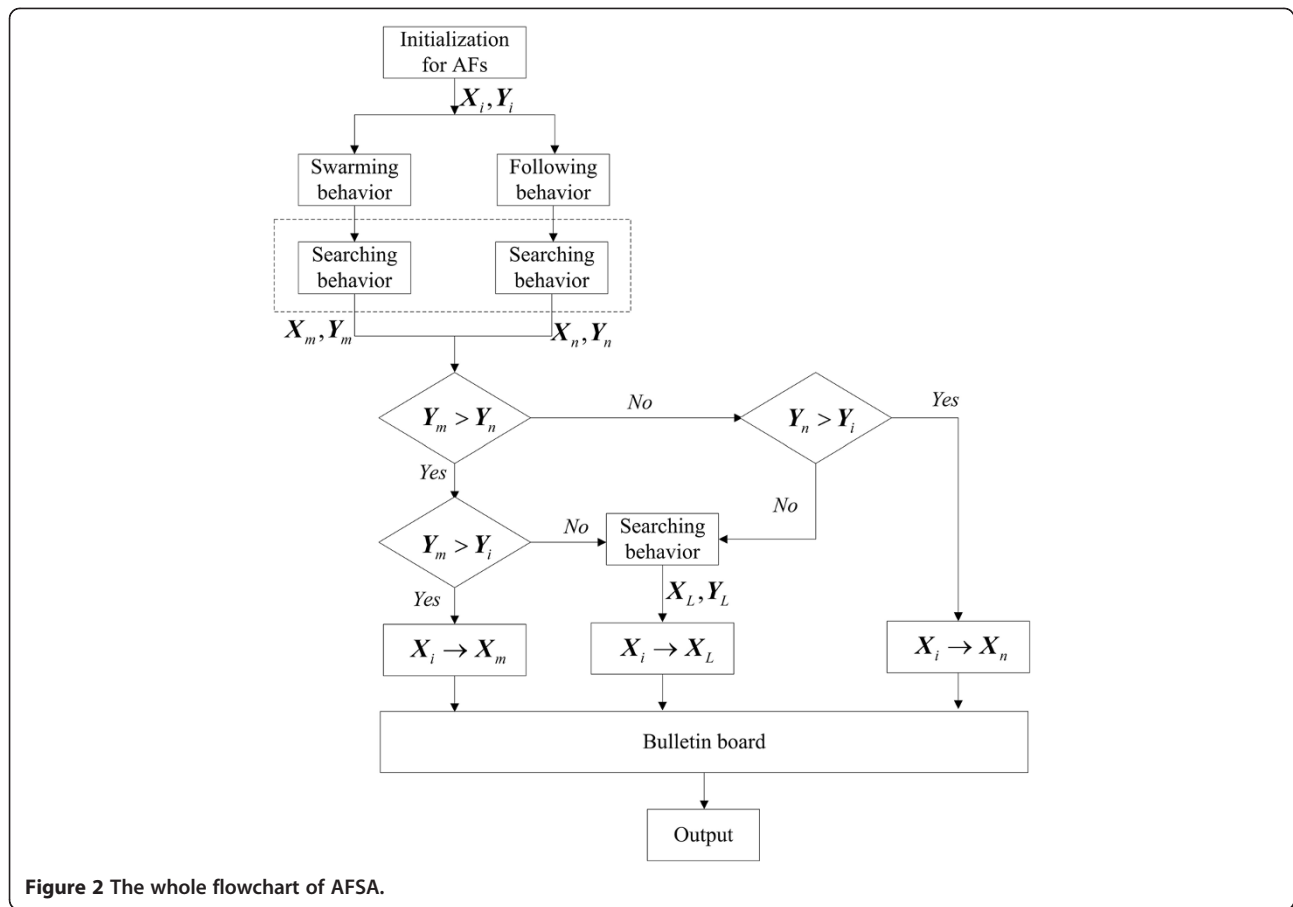 Initialization
for AFs
X_i, Y_i
Swarming
behavior
Following
behavior
Searching
behavior
Searching
behavior
X_m, Y_m
X_n, Y_n
Y_m > Y_n
No
Y_n > Y_i
Yes
Yes
No
Y_m > Y_i
No
Searching
behavior
Yes
X_L, Y_L
X_i → X_m
X_i → X_L
X_i → X_n
Bulletin board
Output
Figure 2 The whole flowchart of AFSA.